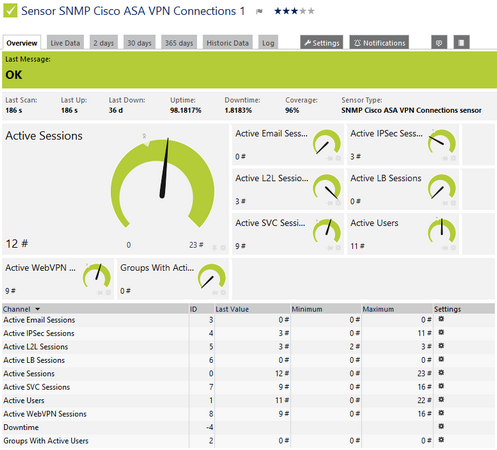 Sensor SNMP Cisco ASA VPN Connections 1
Overview Live Data 2 days 30 days 365 days Historic Data Log Settings Notifications
Last Message:
OK
Last Scan: Last Up: Last Down: Uptime: Downtime: Coverage: Sensor Type:
186 s 186 s 36 d 98.1817% 1.8183% 96% SNMP Cisco ASA VPN Connections sensor
Active Sessions
12 #
0
23 #
Active Email Sess...
0 #
Active IPSec Sess...
3 #
Active L2L Sessio...
3 #
Active LB Sessions
0 #
Active SVC Sessi...
9 #
Active Users
11 #
Active WebVPN ...
9 #
Groups With Acti...
0 #
Channel ID Last Value Minimum Maximum Settings
Active Email Sessions 3 0 # 0 # 0 #
Active IPSec Sessions 4 3 # 0 # 11 #
Active L2L Sessions 5 3 # 2 # 3 #
Active LB Sessions 6 0 # 0 # 0 #
Active Sessions 0 12 # 0 # 23 #
Active SVC Sessions 7 9 # 0 # 16 #
Active Users 1 11 # 0 # 22 #
Active WebVPN Sessions 8 9 # 0 # 16 #
Downtime -4
Groups With Active Users 2 0 # 0 # 0 #